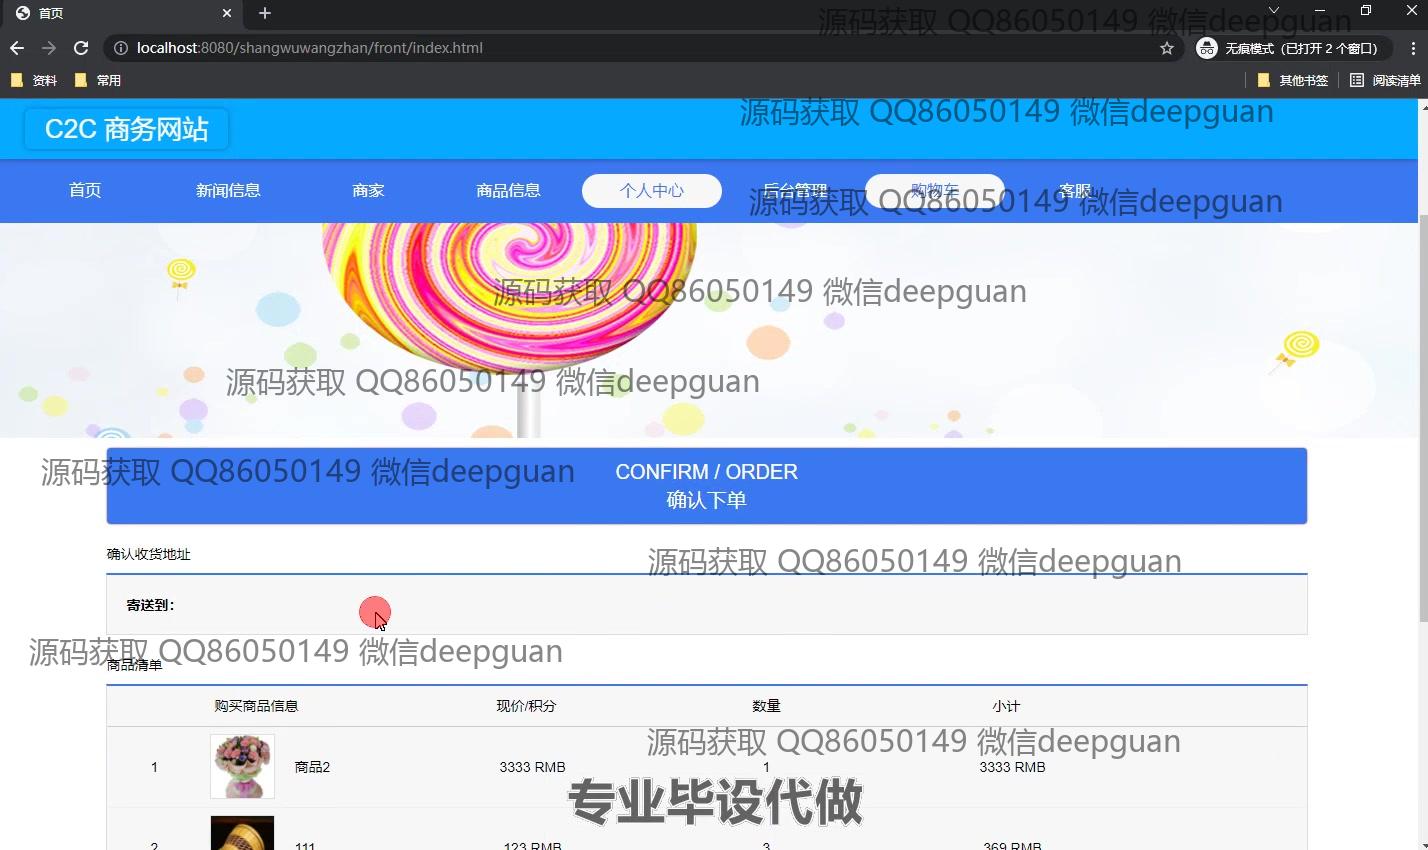 首页
源码获取 QQ86050149 微信deepguan
localhost:8080/shangwuwangzhan/front/index.html
无痕模式 (已打开 2 个窗口)
资料
常用
其他书签
阅读清单
C2C 商务网站
源码获取 QQ86050149 微信deepguan
首页
新闻信息
商家
商品信息
个人中心
后台管理
购物车
客服
源码获取 QQ86050149 微信deepguan
源码获取 QQ86050149 微信deepguan
源码获取 QQ86050149 微信deepguan
源码获取 QQ86050149 微信deepguan
CONFIRM / ORDER
确认下单
确认收货地址
源码获取 QQ86050149 微信deepguan
寄送到：
源码获取 QQ86050149 微信deepguan
商品清单
购买商品信息 现价/积分 数量 小计
源码获取 QQ86050149 微信deepguan
1 商品2 3333 RMB 1 3333 RMB
专业毕设代做
2 111 123 RMB 3 369 RMB